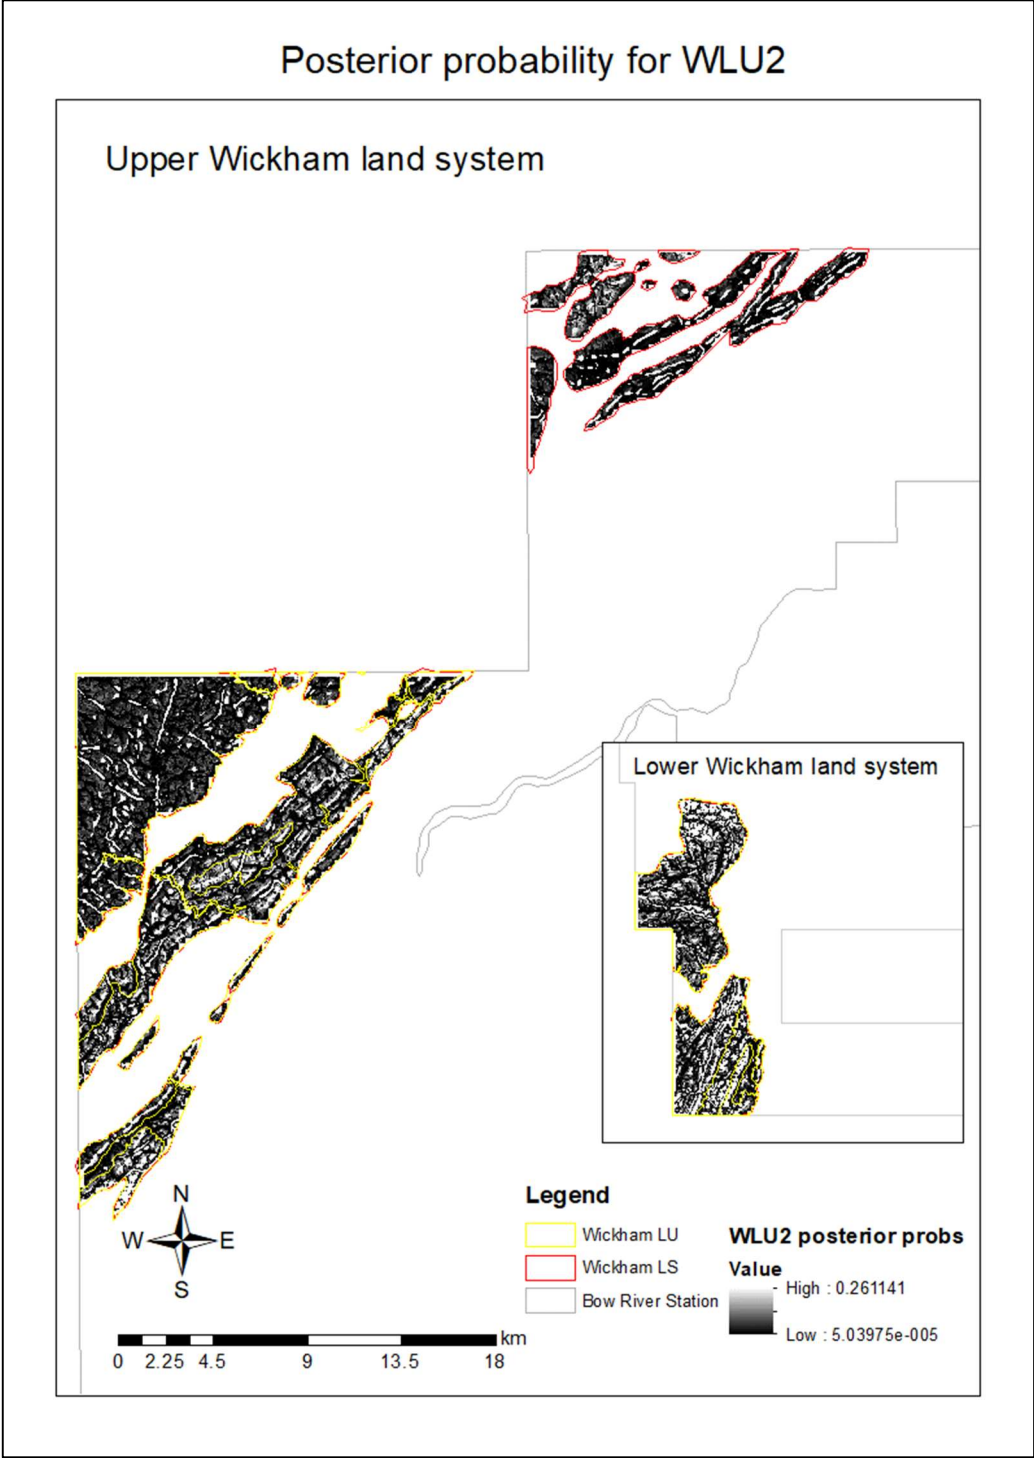 Posterior probability for WLU2
Upper Wickham land system
Lower Wickham land system
N
W E
S
0 2.25 4.5 9 13.5 18 km
Legend
Wickham LU
Wickham LS
Bow River Station
WLU2 posterior probs
Value
High : 0.261141
Low : 5.03975e-005